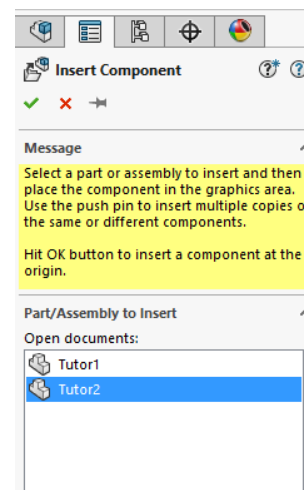 Insert Component
Message
Select a part or assembly to insert and then
place the component in the graphics area.
Use the push pin to insert multiple copies o
the same or different components.
Hit OK button to insert a component at the
origin.
Part/Assembly to Insert
Open documents:
Tutor1
Tutor2